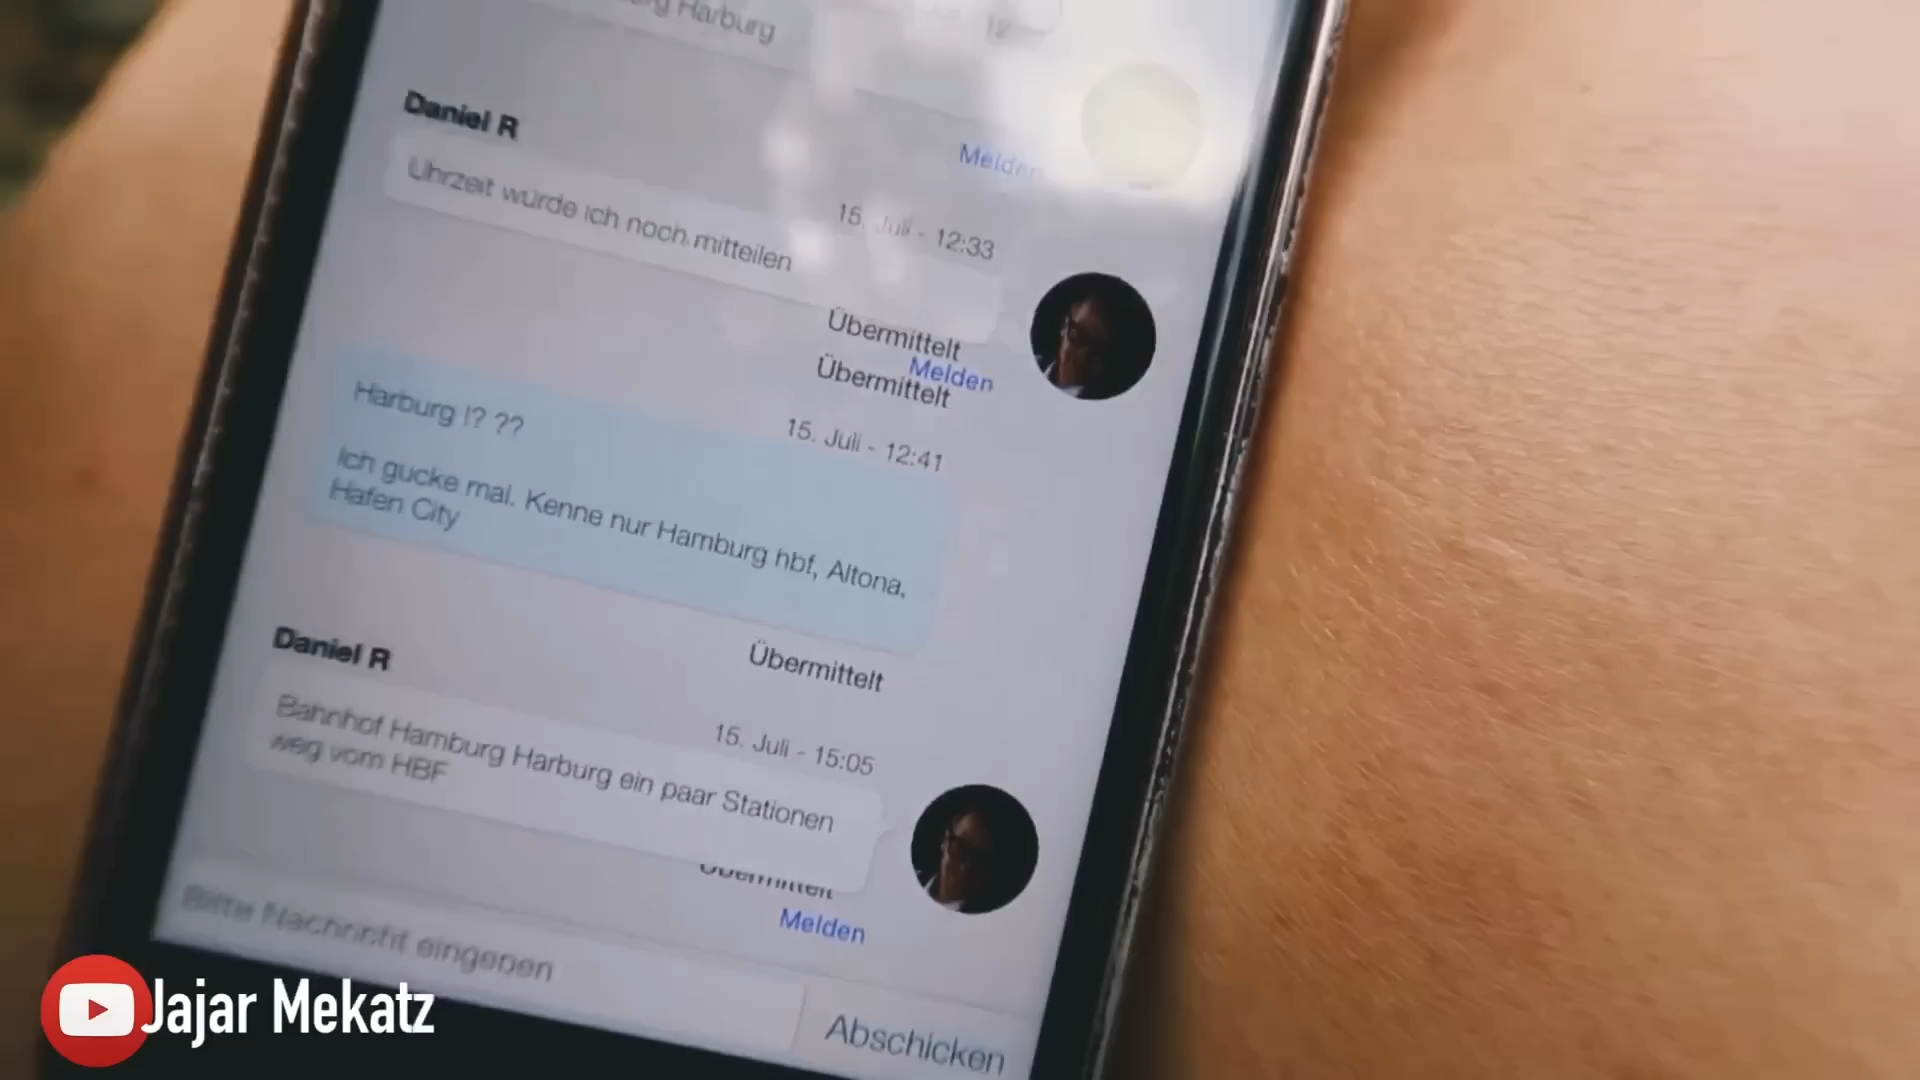 Harburg
Daniel R
Melden
15. Juli - 12:33
Uhrzeit würde ich noch mitteilen
Übermittelt
Melden
Übermittelt
15. Juli - 12:41
Harburg !? ??
Ich gucke mal. Kenne nur Hamburg hbf, Altona,
Hafen City
Übermittelt
Daniel R
15. Juli - 15:05
Bahnhof Hamburg Harburg ein paar Stationen
weg vom HBF
Übermittelt
Melden
Bitte Nachricht eingeben
Abschicken
Jajar Mekatz